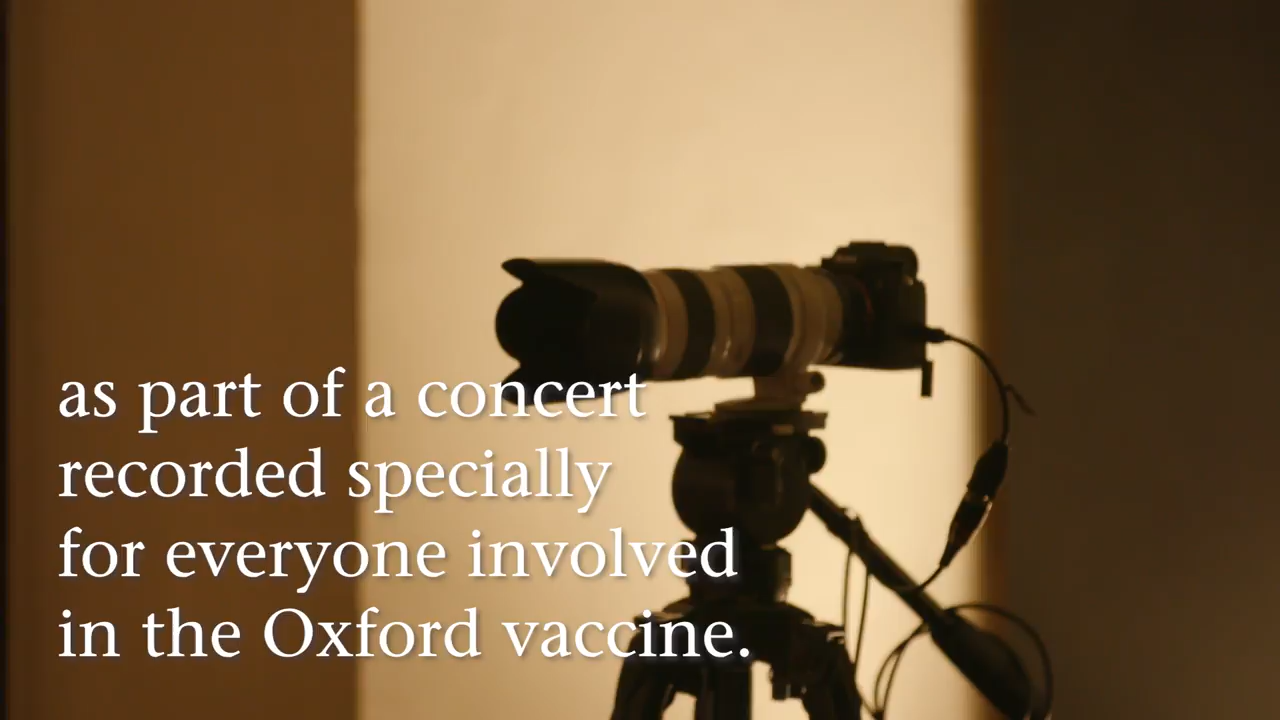 as part of a concert
recorded specially
for everyone involved
in the Oxford vaccine.